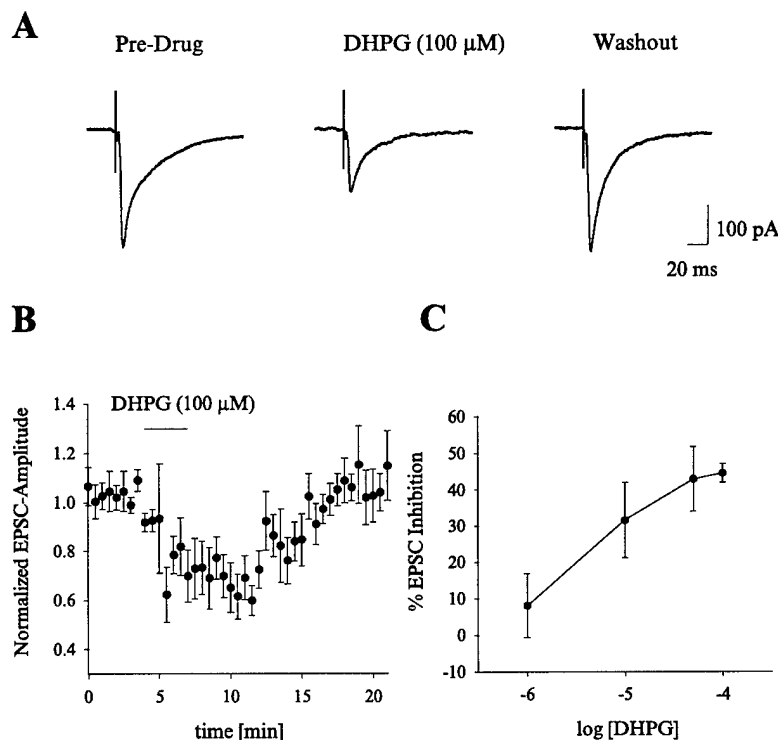 A
Pre-Drug
DHPG (100 µM)
Washout
100 pA
20 ms
B
C
DHPG (100 µM)
Normalized EPSC-Amplitude
1.4
1.2
1.0
0.8
0.6
0.4
0
5
10
15
20
time [min]
% EPSC Inhibition
60
50
40
30
20
10
0
-10
-6
-5
-4
log [DHPG]